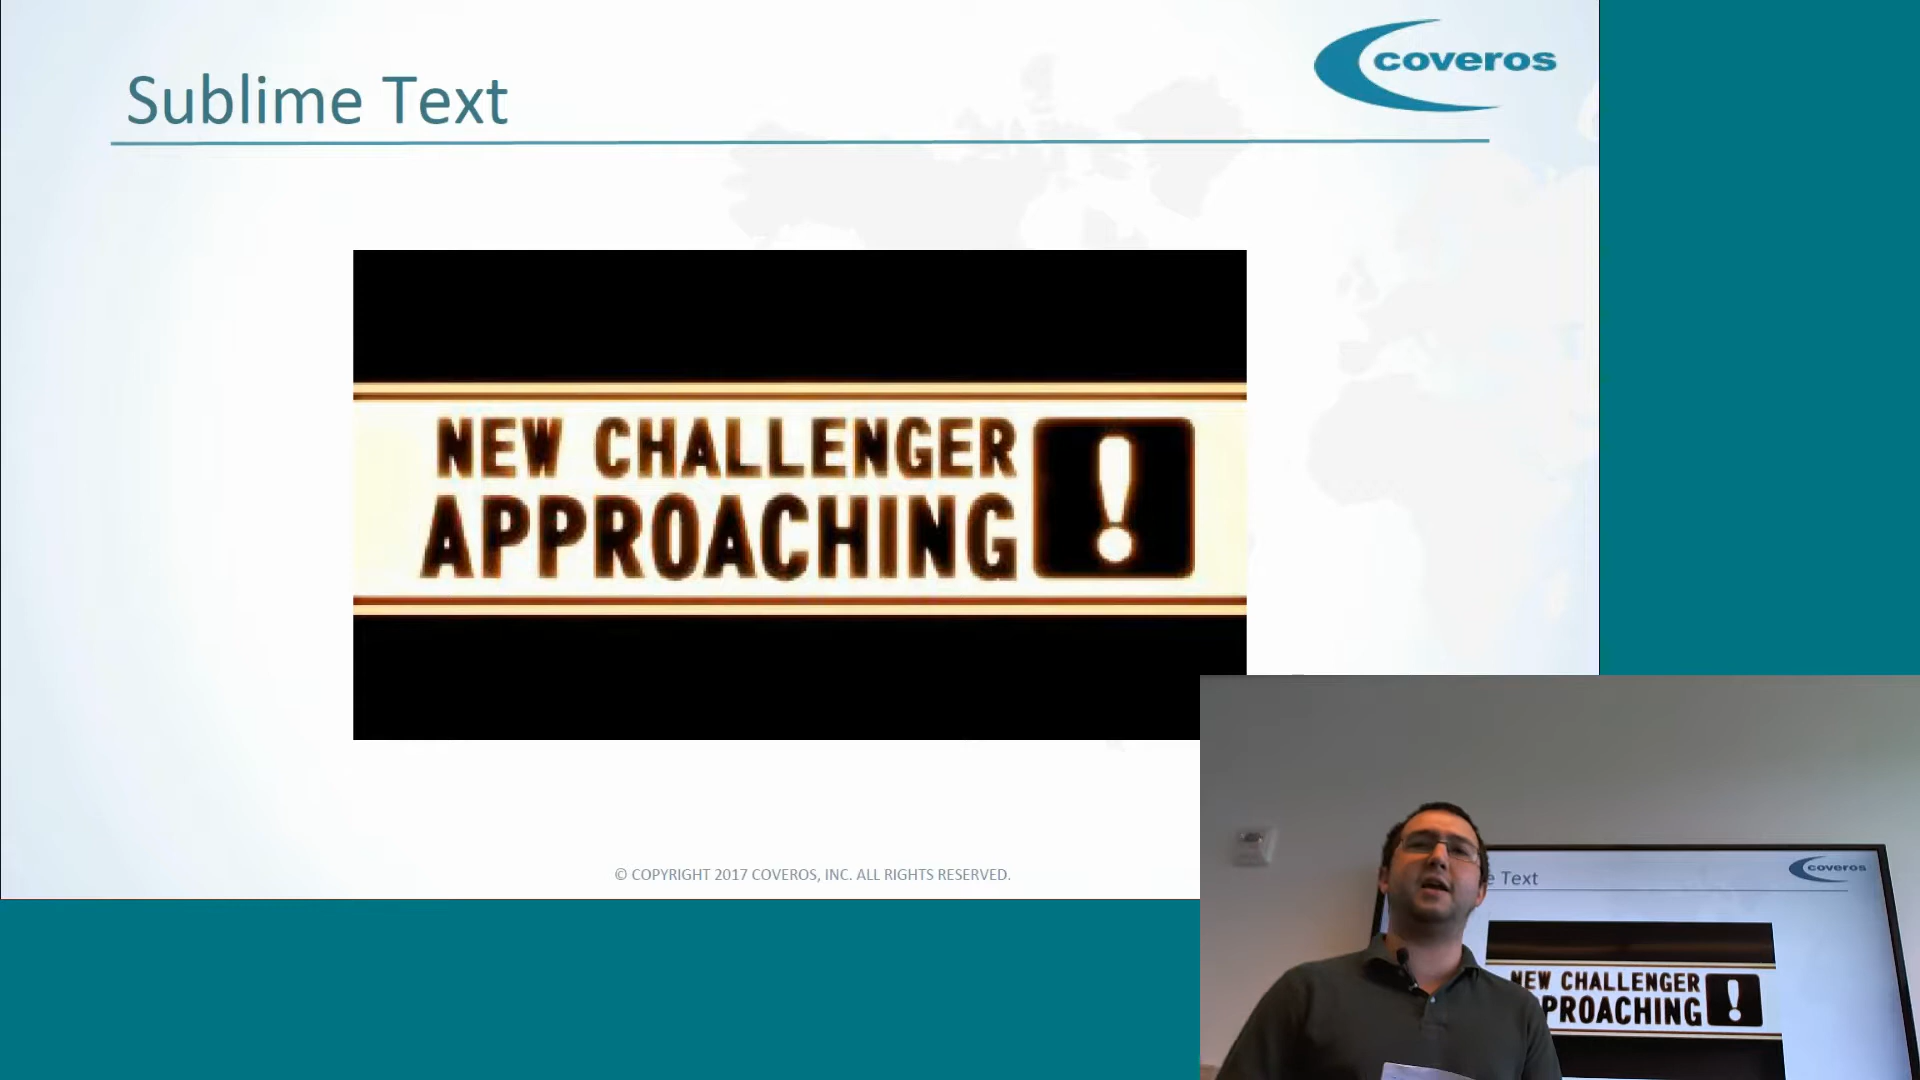 Sublime Text
coveros
NEW CHALLENGER
APPROACHING !
© COPYRIGHT 2017 COVEROS, INC. ALL RIGHTS RESERVED.
e Text
coveros
NEW CHALLENGER
PROACHING !